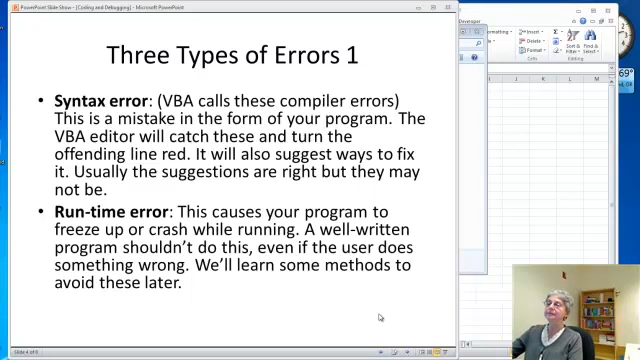 PowerPoint Slide Show - [Coding and Debugging] - Microsoft PowerPoint
Three Types of Errors 1
• Syntax error: (VBA calls these compiler errors)
This is a mistake in the form of your program. The
VBA editor will catch these and turn the
offending line red. It will also suggest ways to fix
it. Usually the suggestions are right but they may
not be.
• Run-time error: This causes your program to
freeze up or crash while running. A well-written
program shouldn't do this, even if the user does
something wrong. We'll learn some methods to
avoid these later.
Slide 4 of 6
Developer
Insert
Delete
Format
Cells
Sort &
Filter
Find &
Select
Editing
J K L M
69°